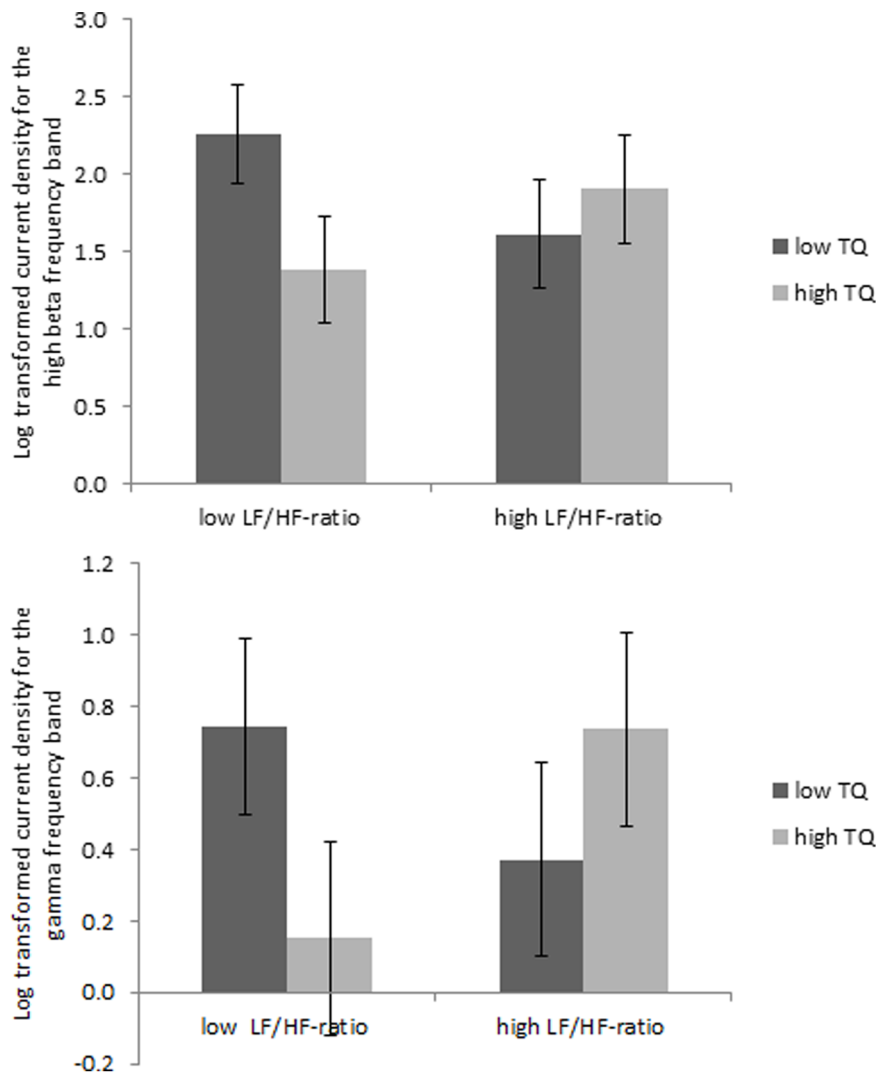 Log transformed current density for the
high beta frequency band
3.0
2.5
2.0
1.5
1.0
0.5
0.0
low LF/HF-ratio
high LF/HF-ratio
low TQ
high TQ
Log transformed current density for the
gamma frequency band
1.2
1.0
0.8
0.6
0.4
0.2
0.0
-0.2
low LF/HF-ratio
high LF/HF-ratio
low TQ
high TQ